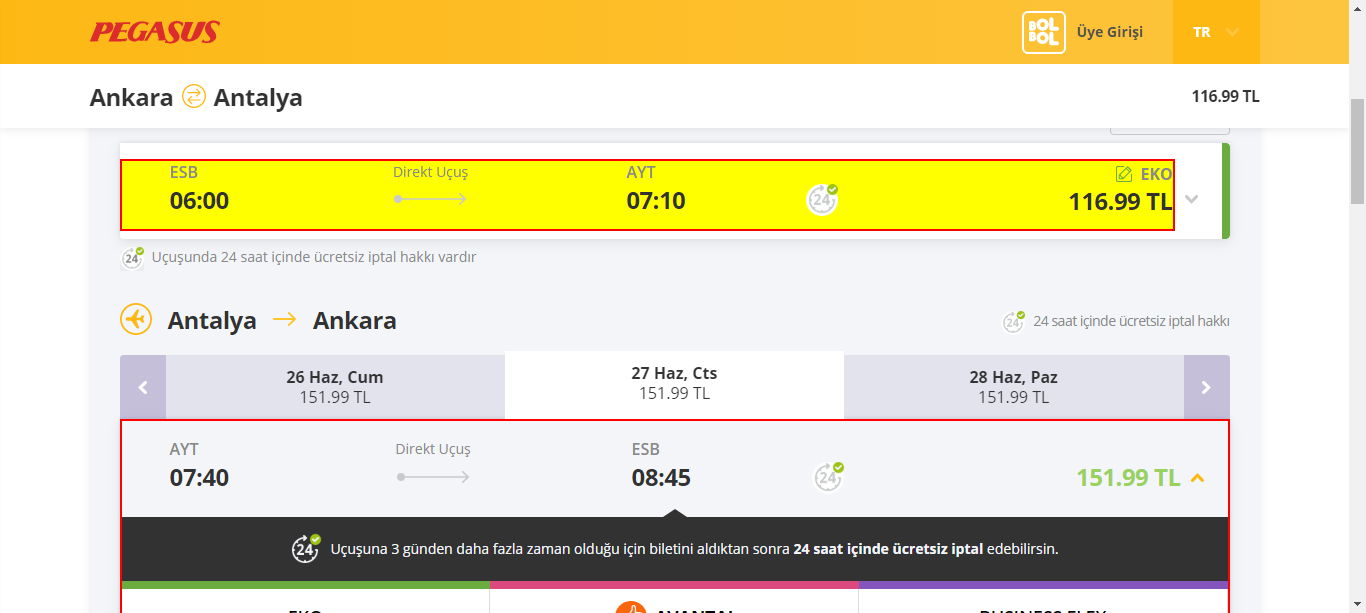 PEGASUS
BOL BOL Üye Girişi TR
Ankara Antalya 116.99 TL
ESB Direkt Uçuş AYT EKO
06:00 07:10 24 116.99 TL
24 Uçuşunda 24 saat içinde ücretsiz iptal hakkı vardır
Antalya Ankara 24 24 saat içinde ücretsiz iptal hakkı
26 Haz, Cum 27 Haz, Cts 28 Haz, Paz
151.99 TL 151.99 TL 151.99 TL
AYT Direkt Uçuş ESB
07:40 08:45 24 151.99 TL
24 Uçuşuna 3 günden daha fazla zaman olduğu için biletini aldıktan sonra 24 saat içinde ücretsiz iptal edebilirsin.
EKO AVANTAJ BUSINESS FLEX